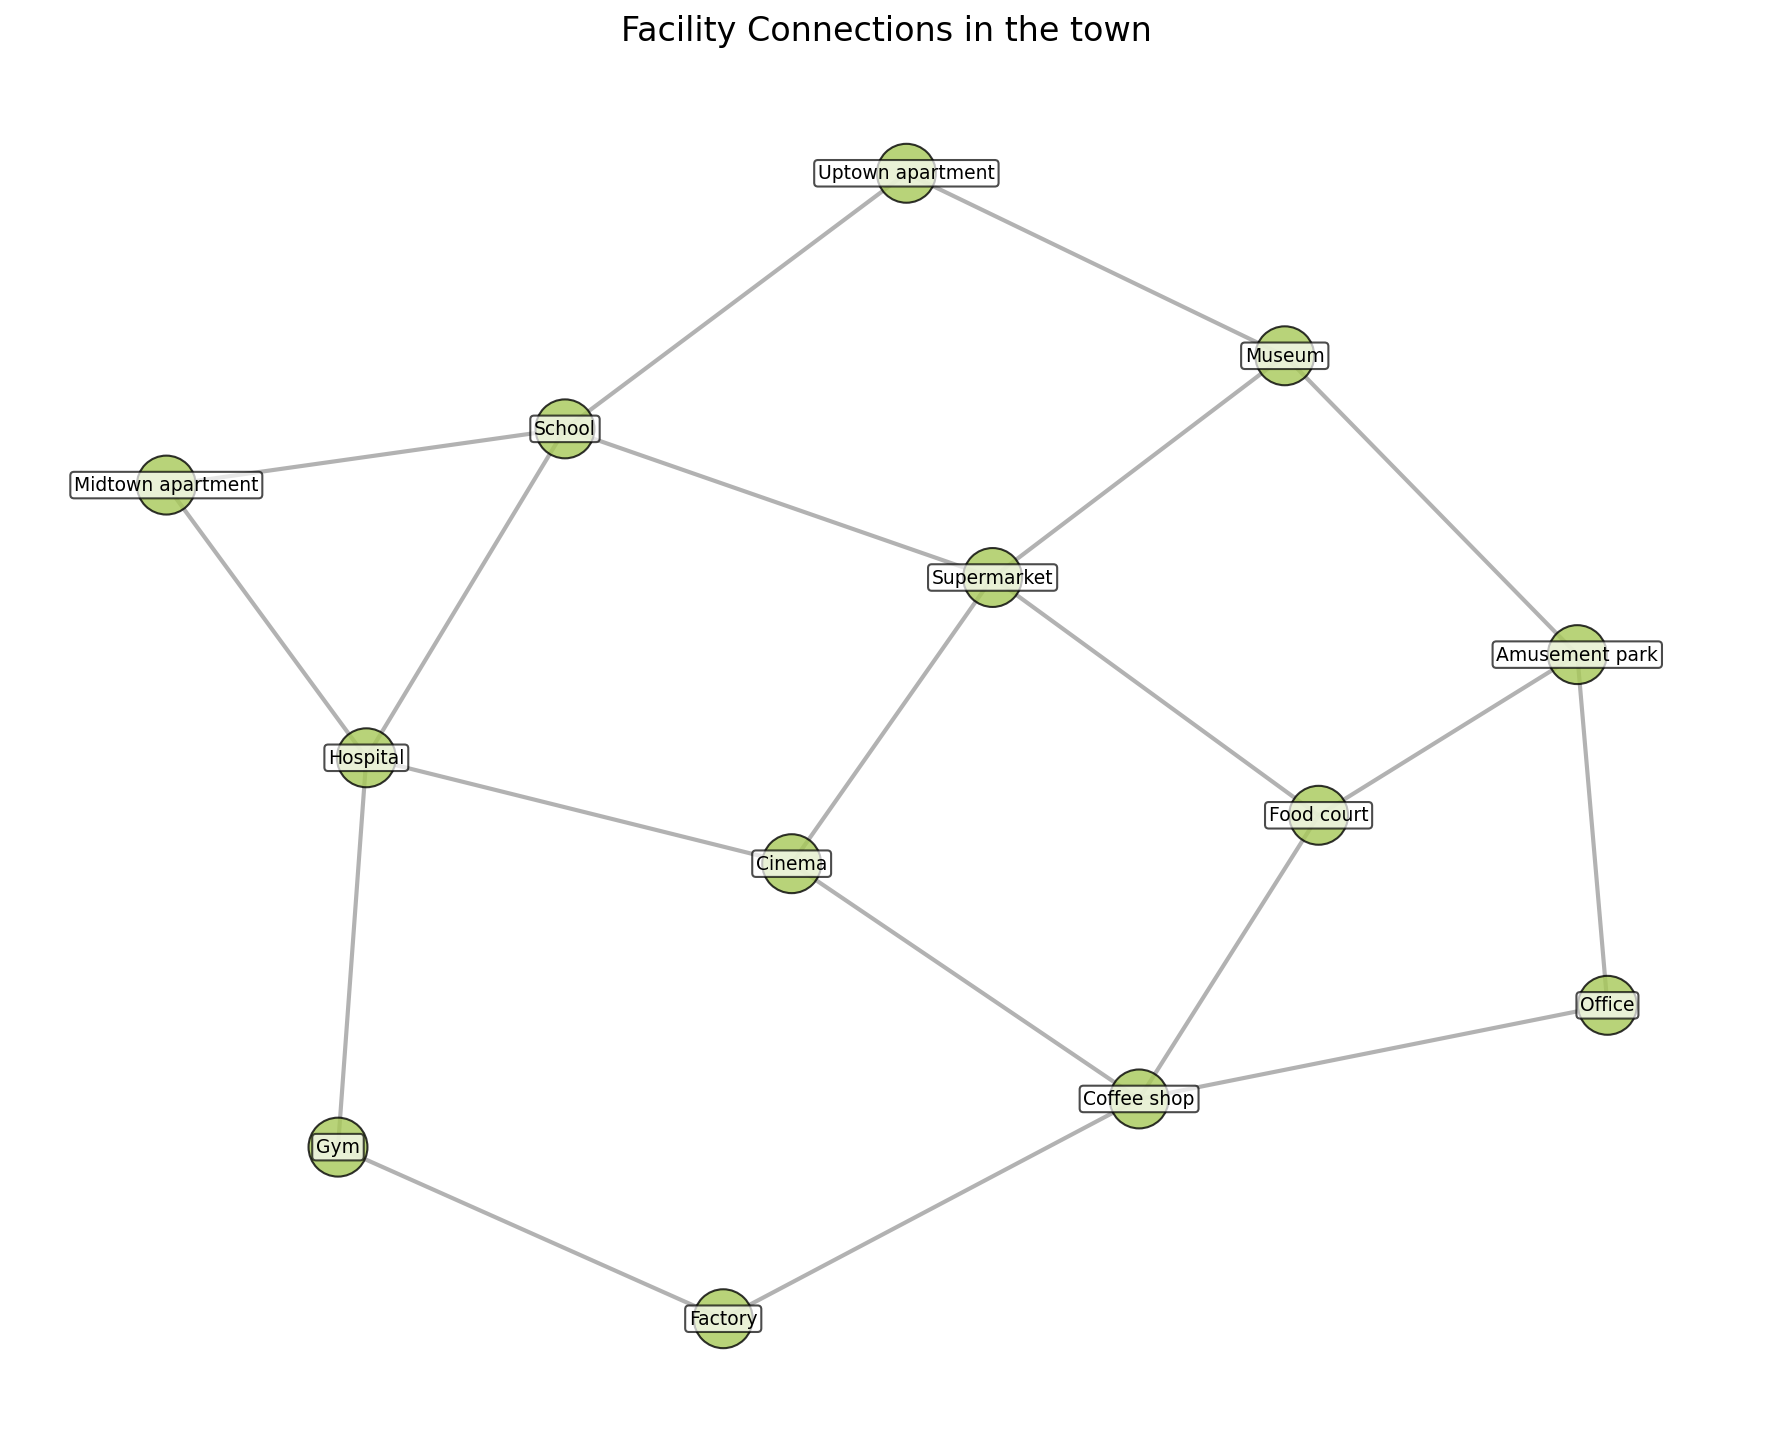 Facility Connections in the town
Uptown apartment
Museum
School
Midtown apartment
Supermarket
Amusement park
Hospital
Food court
Cinema
Office
Coffee shop
Gym
Factory